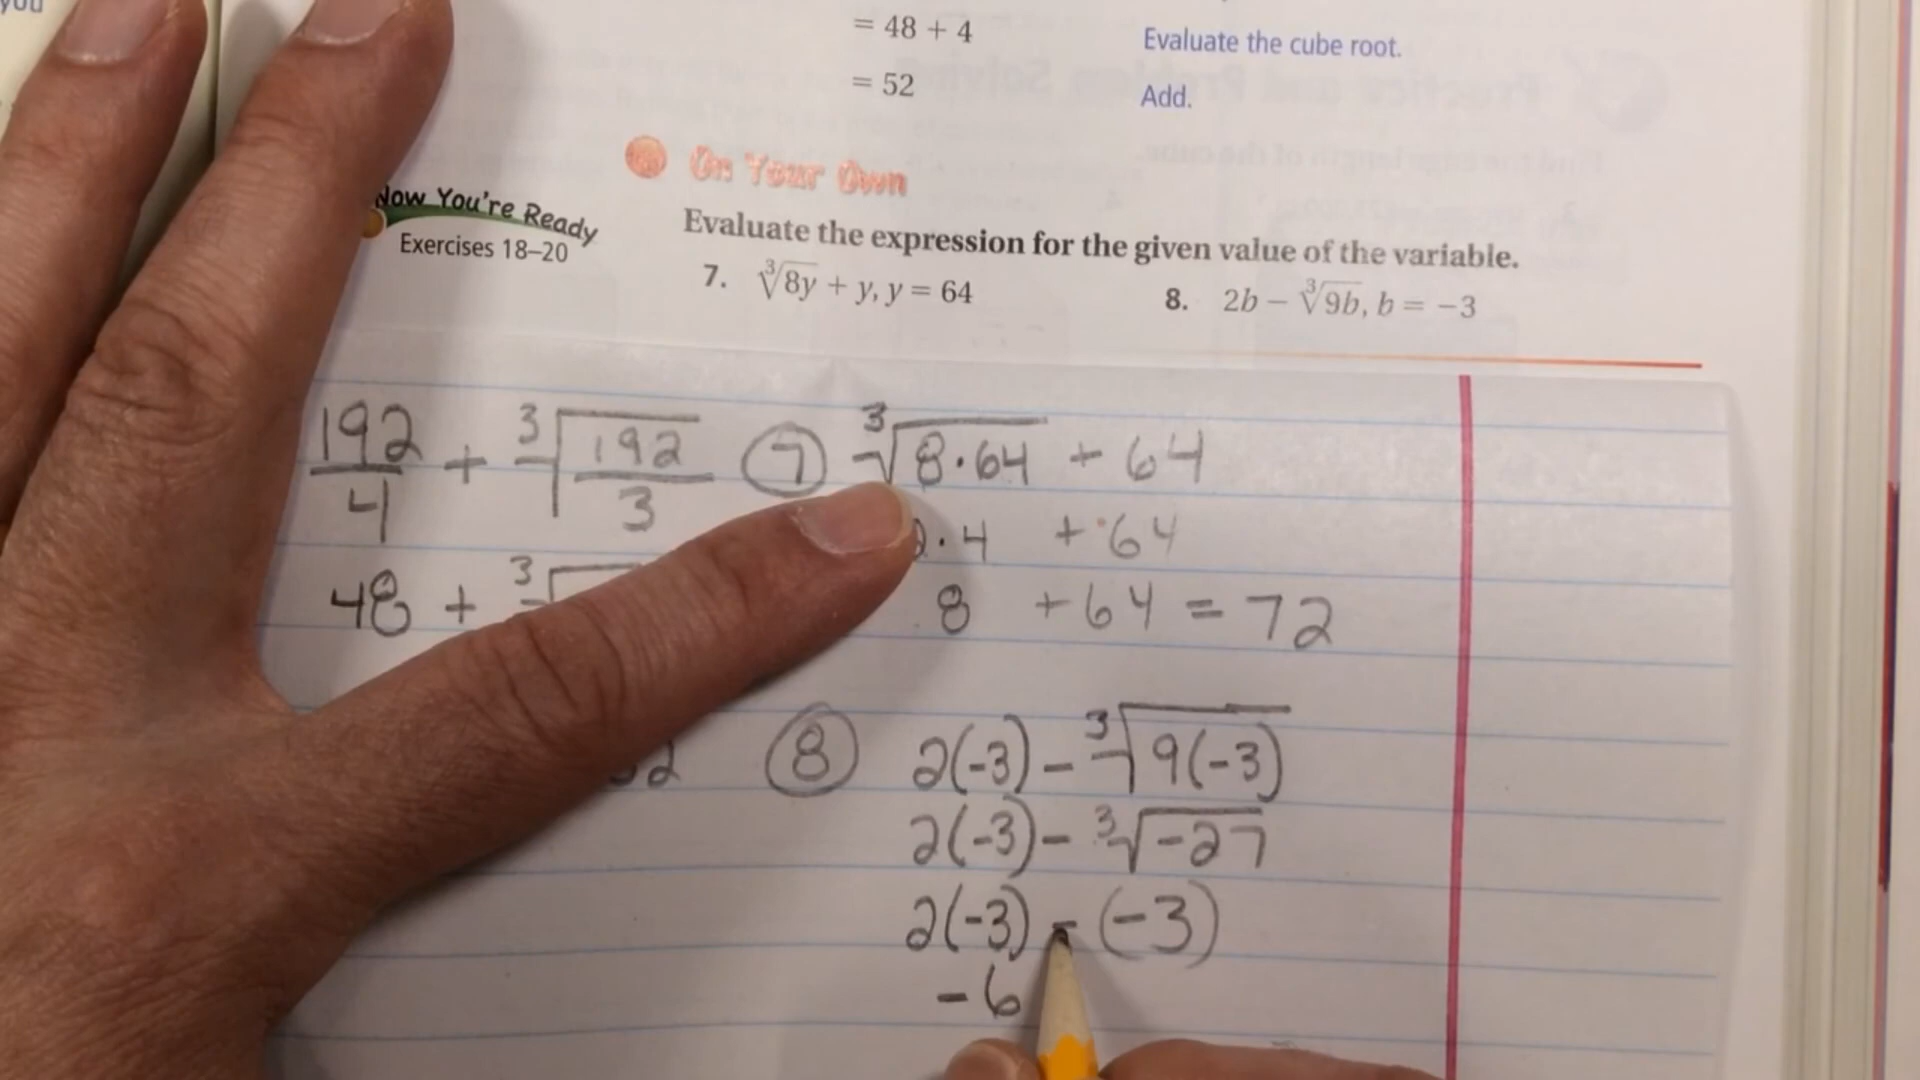 you
= 48 + 4
Evaluate the cube root.
= 52
Add.
On Your Own
Now You're Ready
Exercises 18–20
Evaluate the expression for the given value of the variable.
7. ∛8y + y, y = 64
8. 2b − ∛9b, b = −3
192/4 + ∛192/3
48 + ∛
⑦ ∛8·64 + 64
2·4 + 64
8 + 64 = 72
⑧ 2(-3) - ∛9(-3)
2(-3) - ∛-27
2(-3) - (-3)
-6